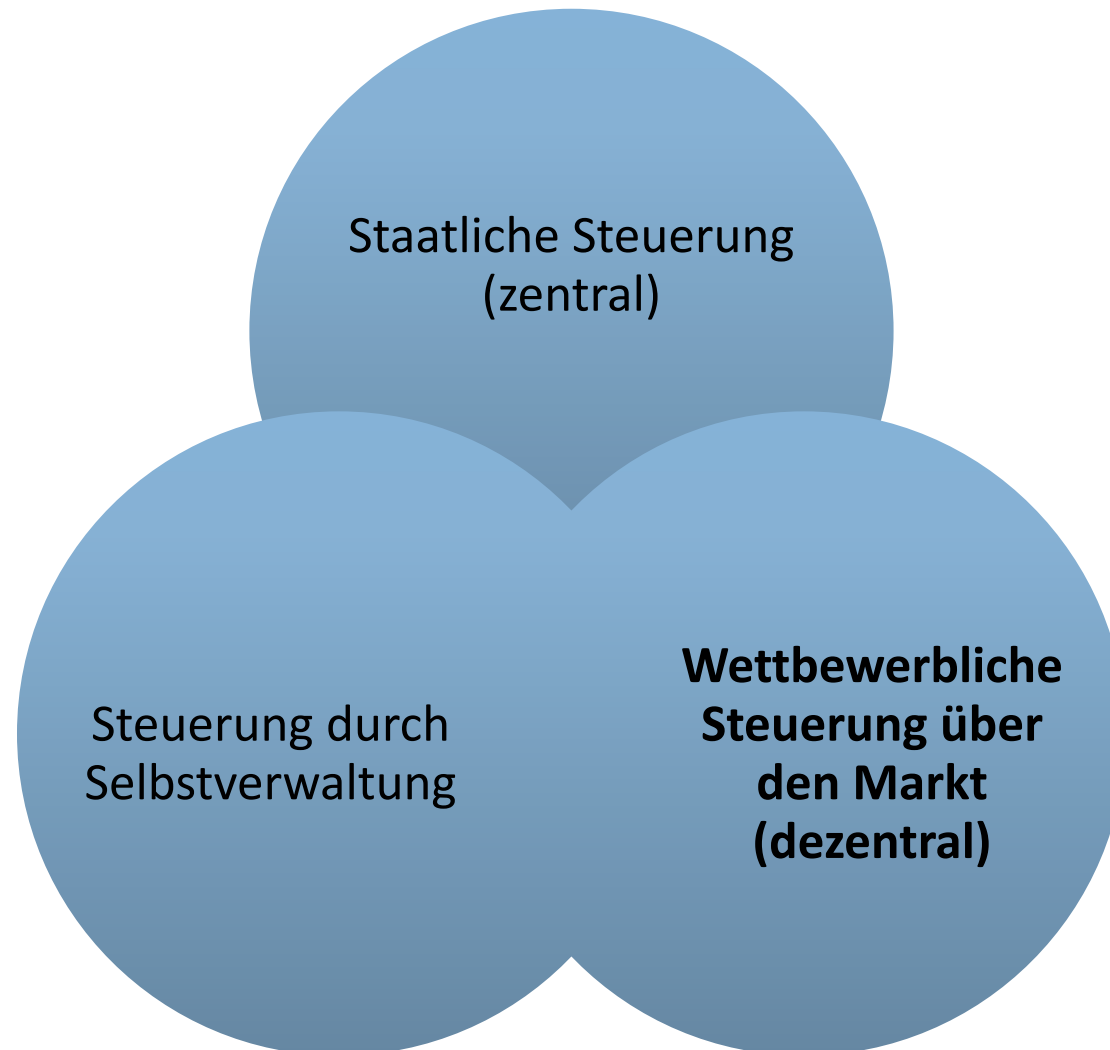 Staatliche Steuerung
(zentral)
Steuerung durch
Selbstverwaltung
Wettbewerbliche
Steuerung über
den Markt
(dezentral)